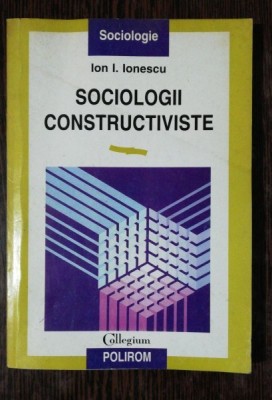 Sociologie
Ion I. Ionescu
SOCIOLOGII
CONSTRUCTIVISTE
Collegium
POLIROM